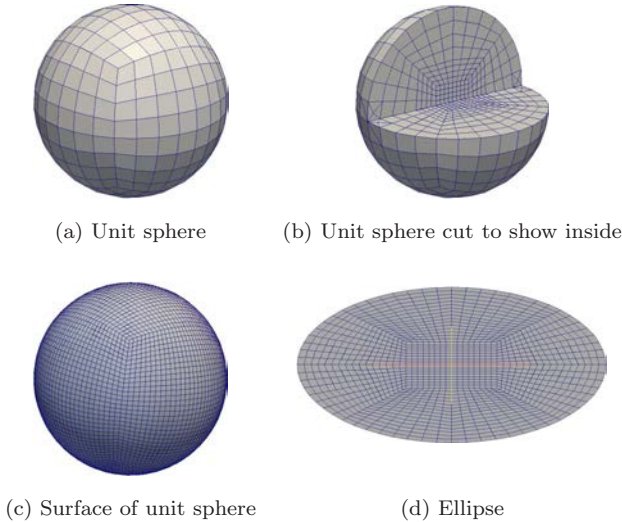 (a) Unit sphere
(b) Unit sphere cut to show inside
(c) Surface of unit sphere
(d) Ellipse